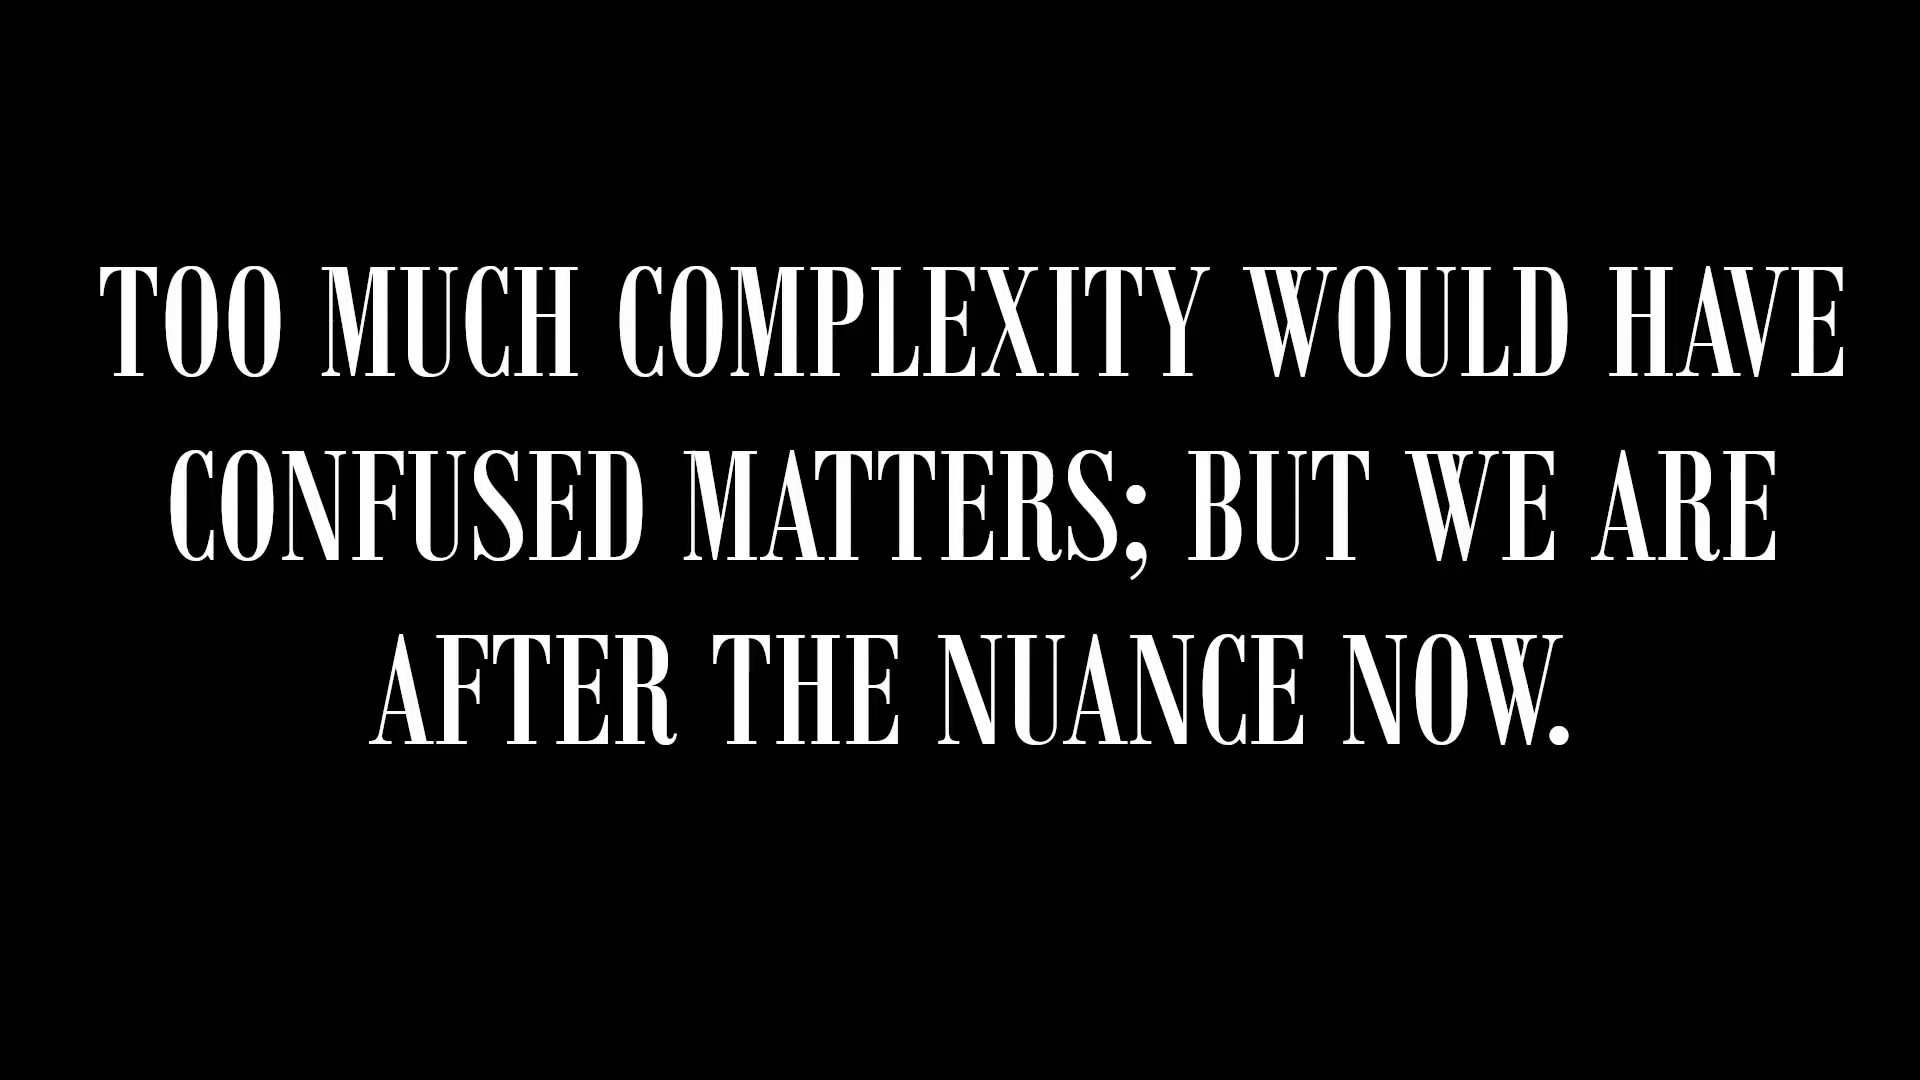 TOO MUCH COMPLEXITY WOULD HAVE
CONFUSED MATTERS; BUT WE ARE
AFTER THE NUANCE NOW.